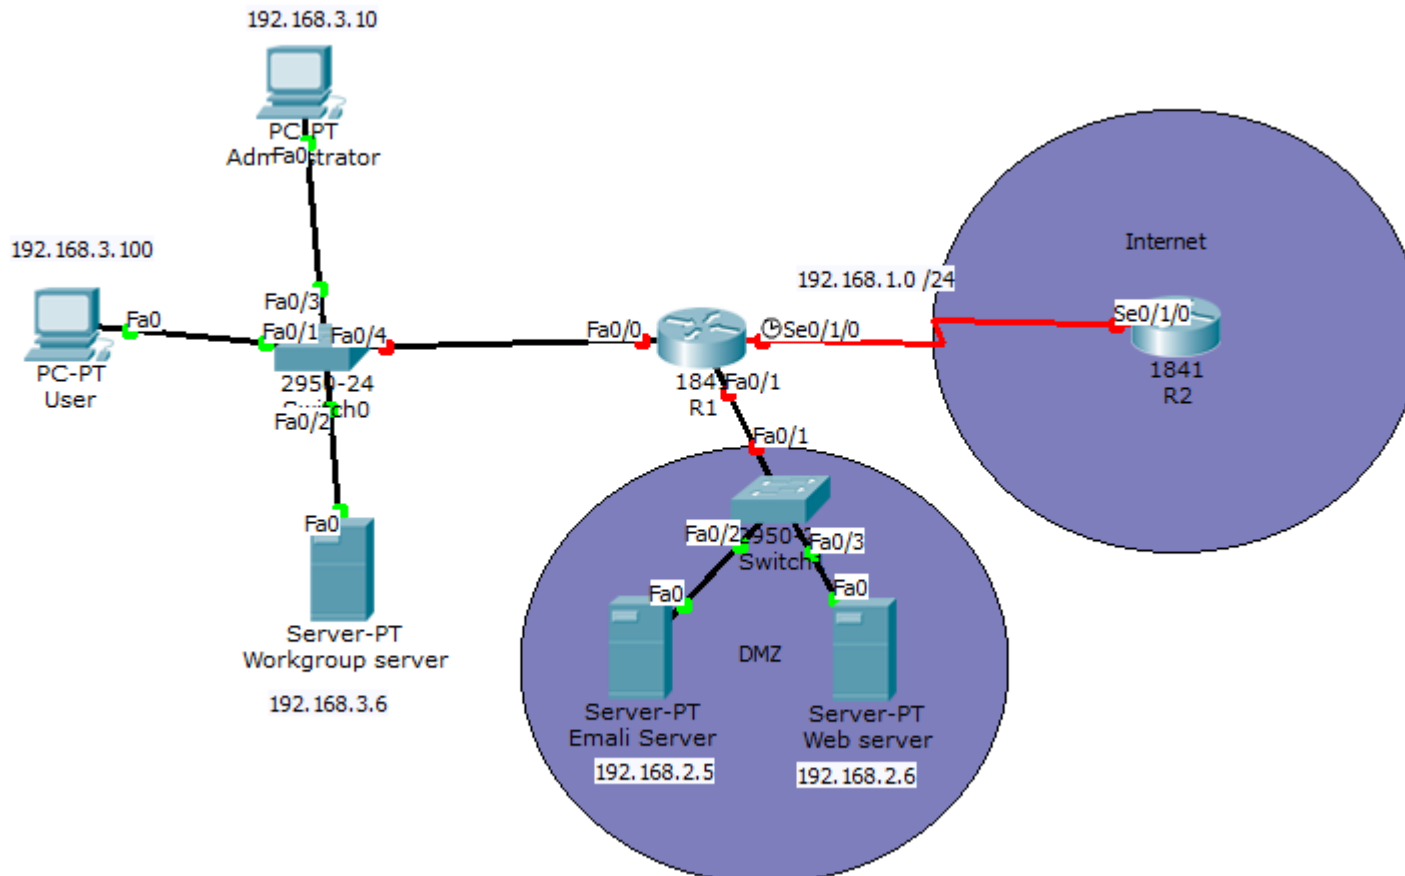 192.168.3.10
PC-PT
Fa0
192.168.3.100
Fa0
PC-PT
User
Fa0/3
Fa0/1
Fa0/4
2950-24
Fa0/2
Fa0
Server-PT
Workgroup server
192.168.3.6
Fa0/0
R1
Se0/1/0
Fa0/1
192.168.1.0 /24
Internet
Se0/1/0
1841
R2
Fa0/1
Fa0/2
Fa0/3
Fa0
Fa0
DMZ
Server-PT
Emali Server
192.168.2.5
Server-PT
Web server
192.168.2.6